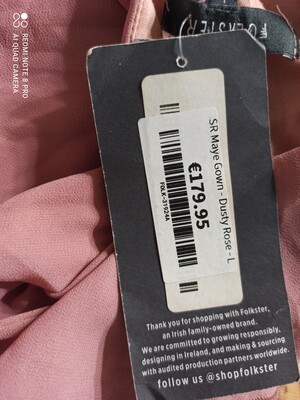 REDMI NOTE 8 PRO
AI QUAD CAMERA
FOLKSTER
SR Maye Gown - Dusty Rose - L
€179.95
FOLK-31924A
Thank you for shopping with Folkster,
an Irish family-owned brand.
We are committed to growing responsibly,
designing in Ireland, and making & sourcing
with audited production partners worldwide.
follow us @shopfolkster